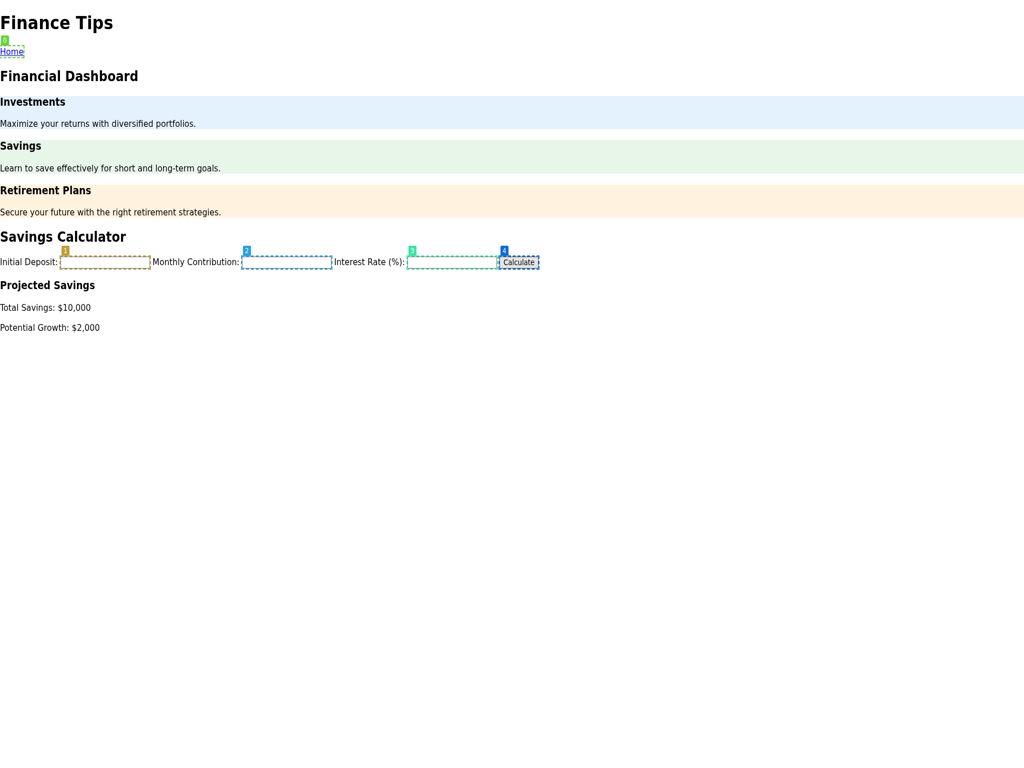 Finance Tips
0
Home
Financial Dashboard
Investments
Maximize your returns with diversified portfolios.
Savings
Learn to save effectively for short and long-term goals.
Retirement Plans
Secure your future with the right retirement strategies.
Savings Calculator
1 2 3 4
Initial Deposit: Monthly Contribution: Interest Rate (%): Calculate
Projected Savings
Total Savings: $10,000
Potential Growth: $2,000